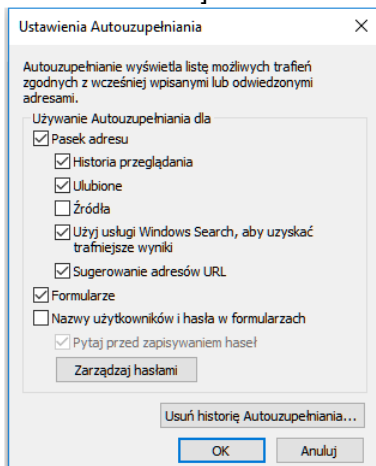 Ustawienia Autouzupełniania
Autouzupełnianie wyświetla listę możliwych trafień
zgodnych z wcześniej wpisanymi lub odwiedzonymi
adresami.
Używanie Autouzupełniania dla
Pasek adresu
Historia przeglądania
Ulubione
Źródła
Użyj usługi Windows Search, aby uzyskać
trafniejsze wyniki
Sugerowanie adresów URL
Formularze
Nazwy użytkowników i hasła w formularzach
Pytaj przed zapisywaniem haseł
Zarządzaj hasłami
Usuń historię Autouzupełniania...
OK Anuluj